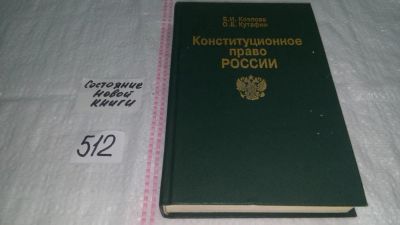 Состояние
новой
книги
512
Е.И. Козлова
О.Е. Кутафин
Конституционное
право
РОССИИ